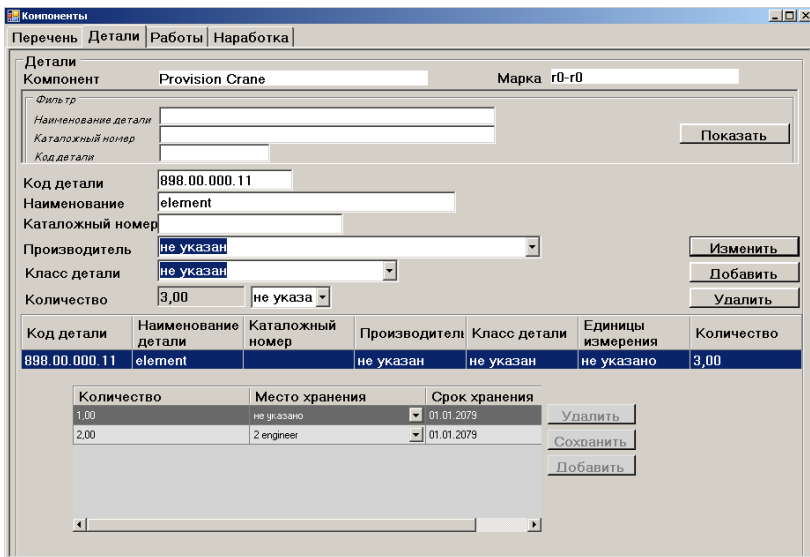 Компоненты
Перечень Детали Работы Наработка
Детали
Компонент Provision Crane Марка r0-r0
Фильтр
Наименование детали
Каталожный номер Показать
Код детали
Код детали 898.00.000.11
Наименование element
Каталожный номер
Производитель не указан Изменить
Класс детали не указан Добавить
Количество 3,00 не указа Удалить
Код детали Наименование детали Каталожный номер Производитель Класс детали Единицы измерения Количество
898.00.000.11 element не указан не указан не указано 3,00
Количество Место хранения Срок хранения
1,00 не указано 01.01.2079 Удалить
2,00 2 engineer 01.01.2079 Сохранить
Добавить